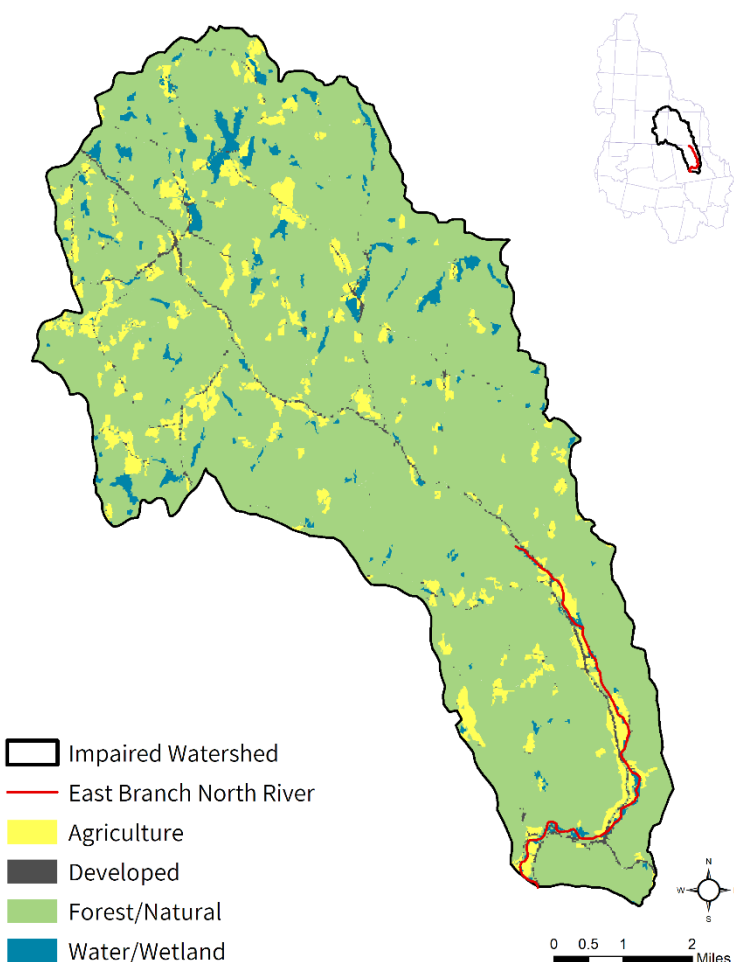 Impaired Watershed
East Branch North River
Agriculture
Developed
Forest/Natural
Water/Wetland
N
W
S
0 0.5 1 2
Miles